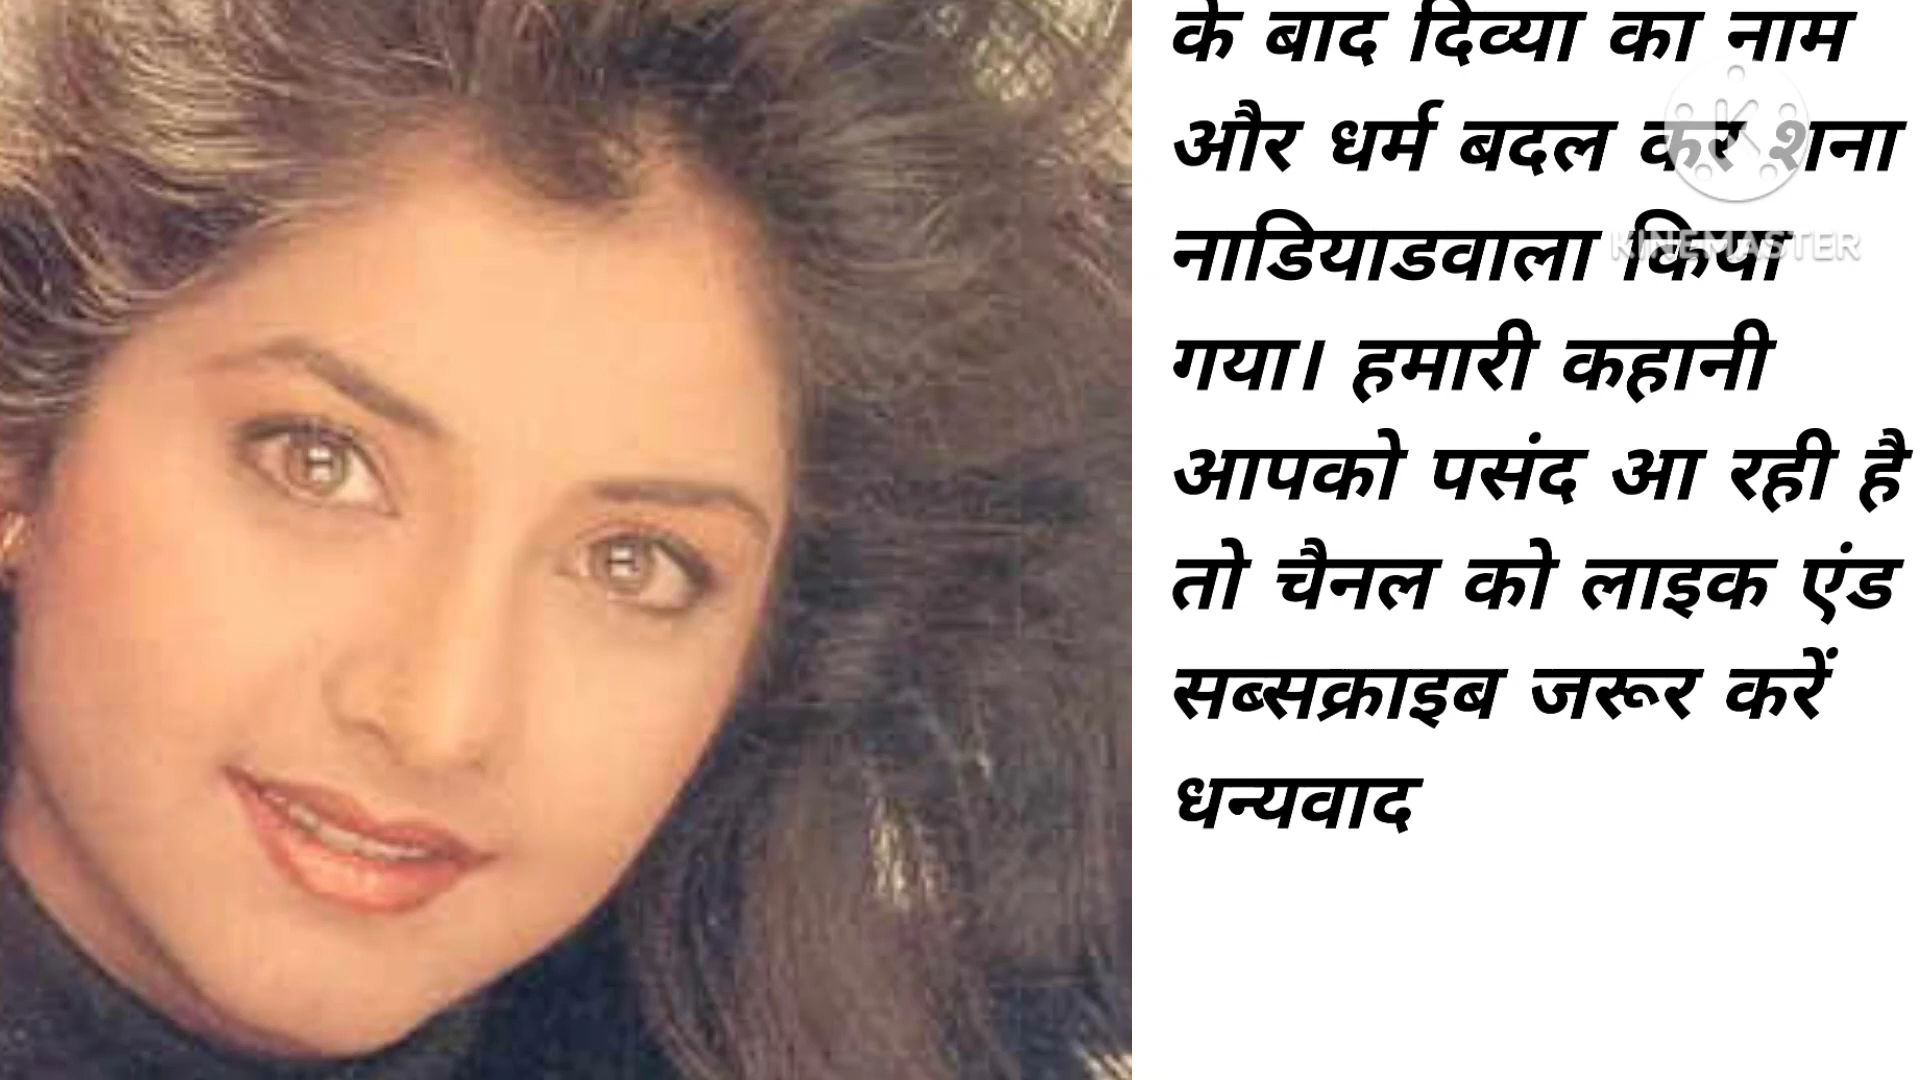 के बाद दिव्या का नाम
और धर्म बदल कर शना
नाडियाडवाला किया
गया। हमारी कहानी
आपको पसंद आ रही है
तो चैनल को लाइक एंड
सब्सक्राइब जरूर करें
धन्यवाद
K
KINEMASTER